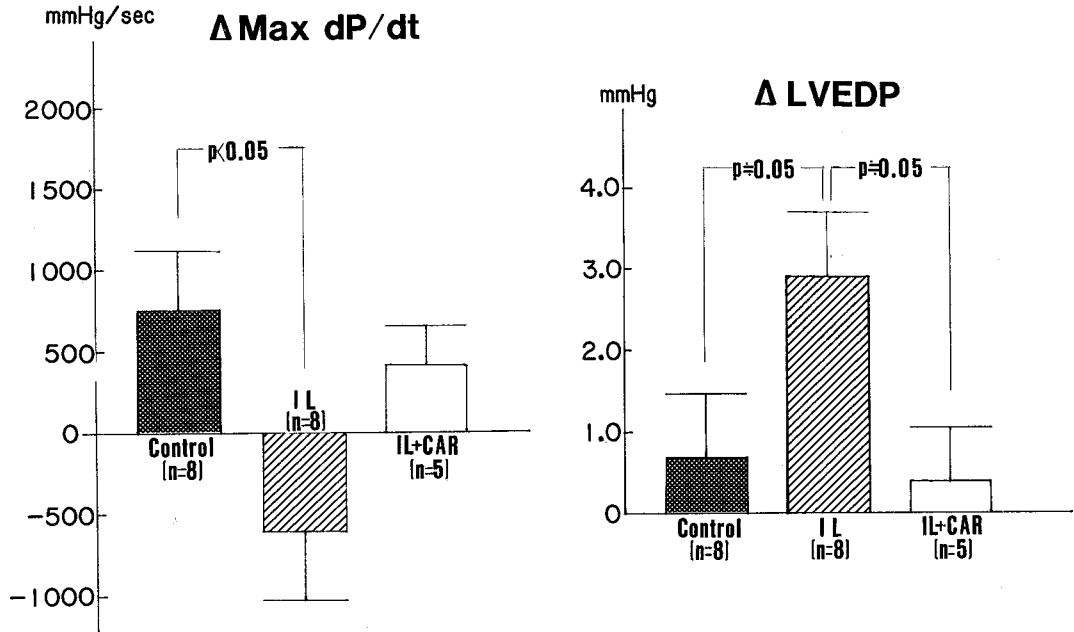 mmHg/sec
Δ Max dP/dt
2000
1500
1000
500
0
-500
-1000
p<0.05
Control
(n=8)
IL
(n=8)
IL+CAR
(n=5)
mmHg
Δ LVEDP
4.0
3.0
2.0
1.0
0
p≒0.05
p≒0.05
Control
(n=8)
IL
(n=8)
IL+CAR
(n=5)